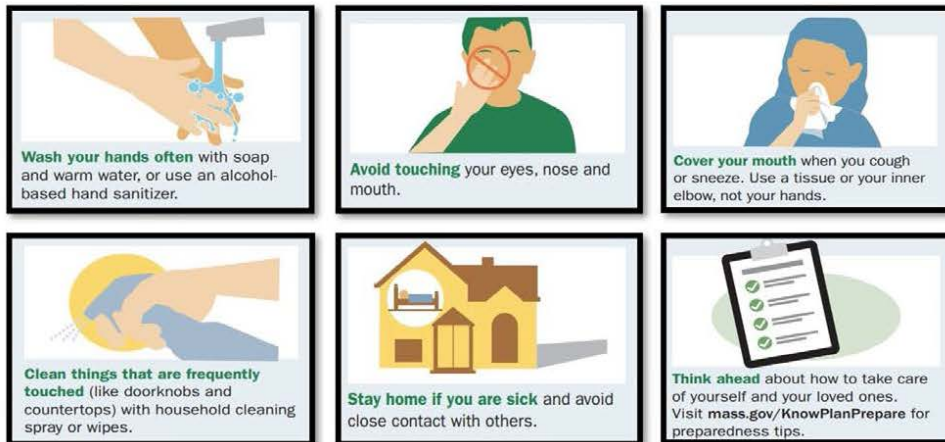 Wash your hands often with soap
and warm water, or use an alcohol-
based hand sanitizer.
Avoid touching your eyes, nose and
mouth.
Cover your mouth when you cough
or sneeze. Use a tissue or your inner
elbow, not your hands.
Clean things that are frequently
touched (like doorknobs and
countertops) with household cleaning
spray or wipes.
Stay home if you are sick and avoid
close contact with others.
Think ahead about how to take care
of yourself and your loved ones.
Visit mass.gov/KnowPlanPrepare for
preparedness tips.